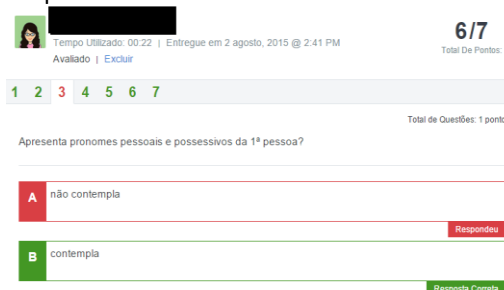 Tempo Utilizado: 00:22 | Entregue em 2 agosto, 2015 @ 2:41 PM
6/7
Total De Pontos:
Avaliado | Excluir
1 2 3 4 5 6 7
Total de Questões: 1 ponto
Apresenta pronomes pessoais e possessivos da 1ª pessoa?
A não contempla
Respondeu
B contempla
Resposta Correta